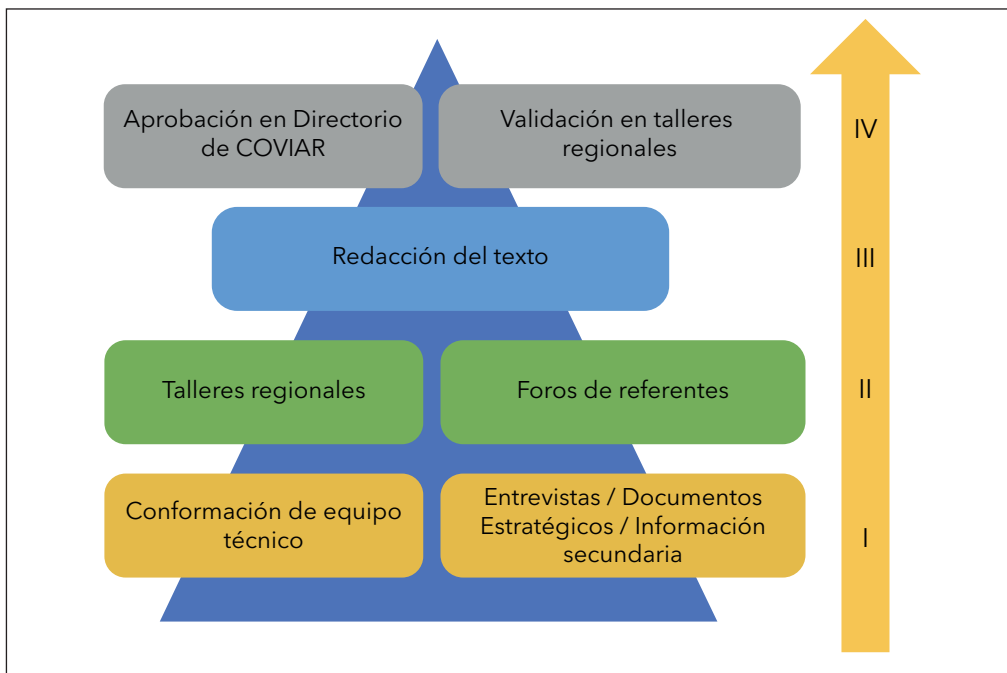 Aprobación en Directorio
de COVIAR
Validación en talleres
regionales
IV
Redacción del texto
III
Talleres regionales
Foros de referentes
II
Conformación de equipo
técnico
Entrevistas / Documentos
Estratégicos / Información
secundaria
I